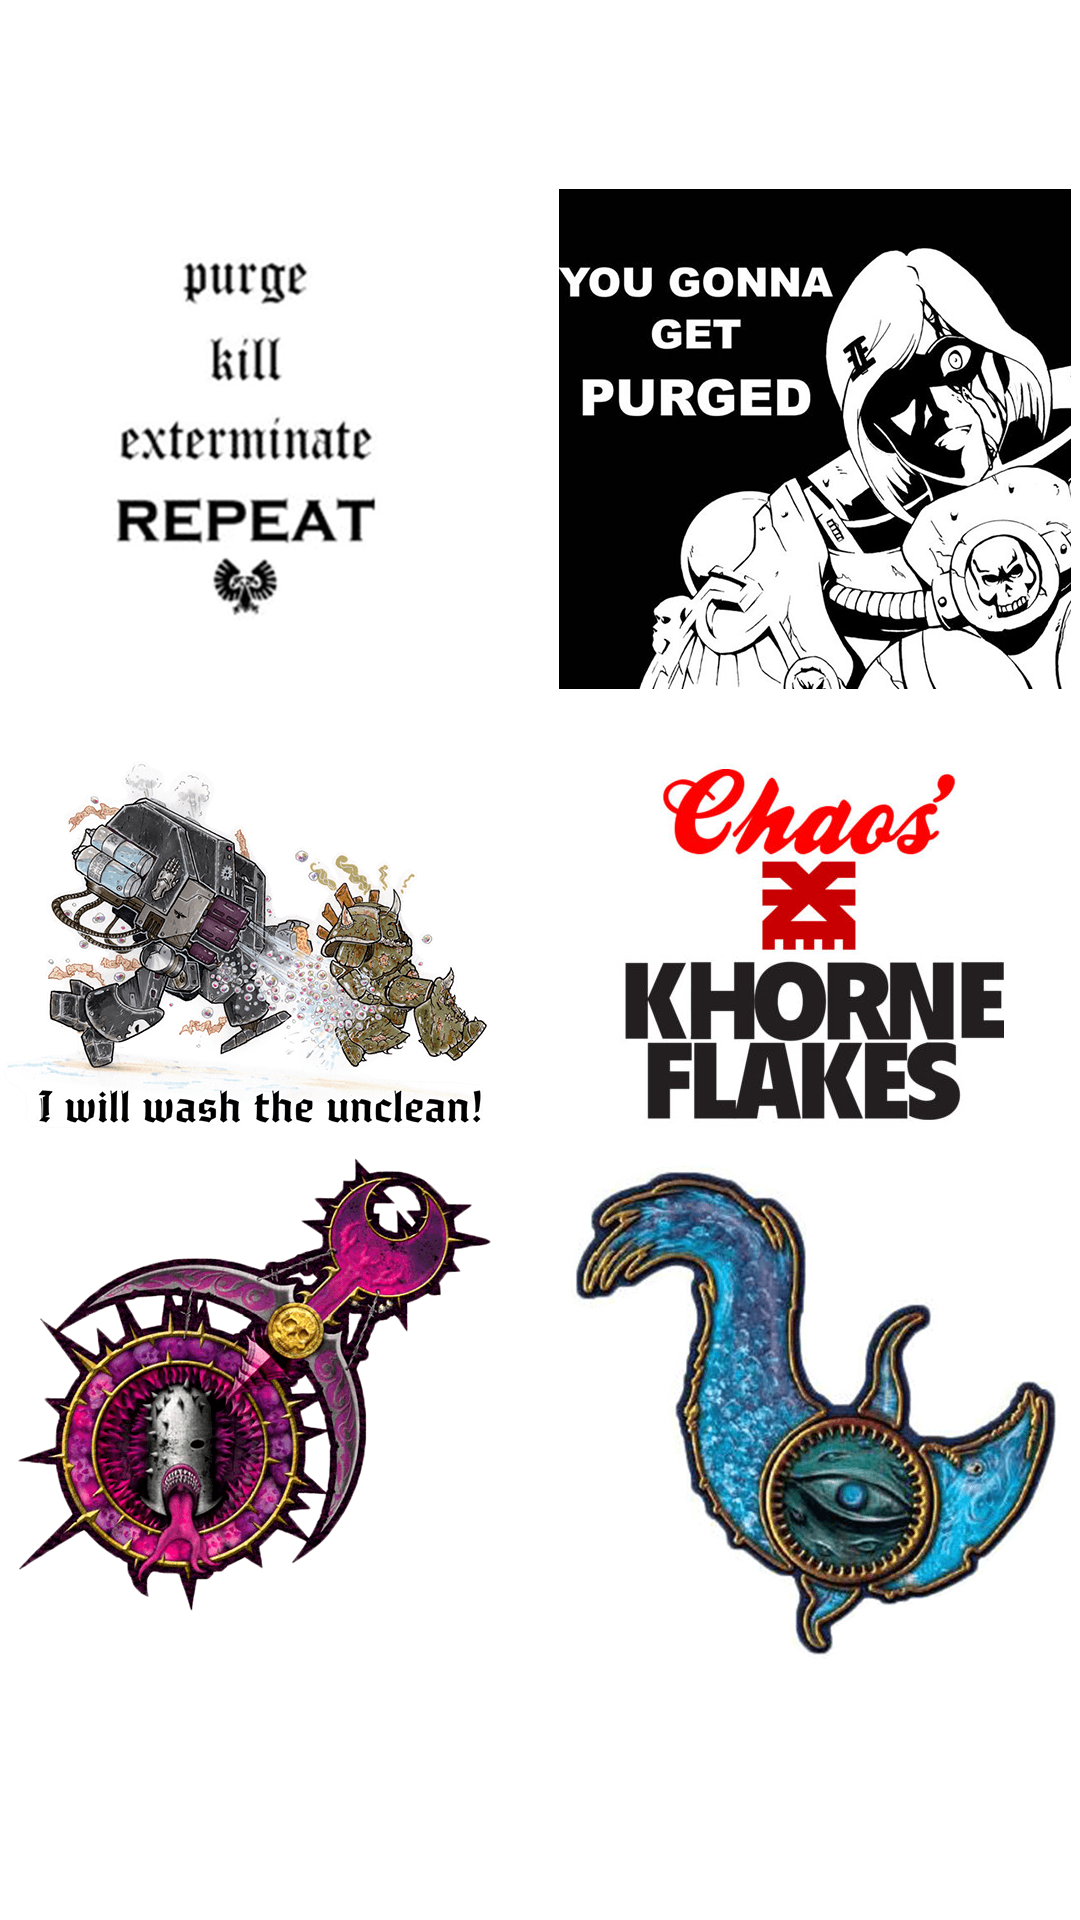 purge
kill
exterminate
REPEAT
YOU GONNA
GET
PURGED
I will wash the unclean!
Chaos'
KHORNE
FLAKES